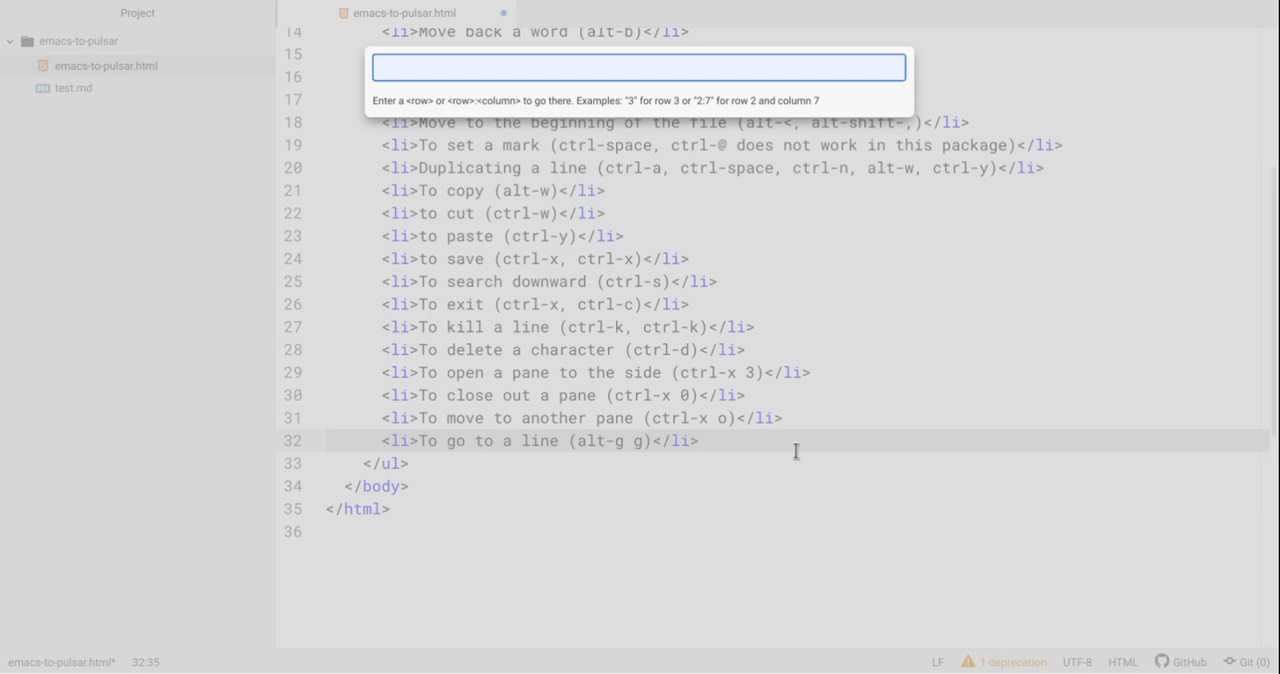 Project
emacs-to-pulsar.html
emacs-to-pulsar
emacs-to-pulsar.html
test.md
14 <li>Move back a word (alt-b)</li>
15
16
17
Enter a <row> or <row>:<column> to go there. Examples: "3" for row 3 or "2:7" for row 2 and column 7
18 <li>Move to the beginning of the file (alt-<, alt-shift-,)</li>
19 <li>To set a mark (ctrl-space, ctrl-@ does not work in this package)</li>
20 <li>Duplicating a line (ctrl-a, ctrl-space, ctrl-n, alt-w, ctrl-y)</li>
21 <li>To copy (alt-w)</li>
22 <li>to cut (ctrl-w)</li>
23 <li>to paste (ctrl-y)</li>
24 <li>to save (ctrl-x, ctrl-x)</li>
25 <li>To search downward (ctrl-s)</li>
26 <li>To exit (ctrl-x, ctrl-c)</li>
27 <li>To kill a line (ctrl-k, ctrl-k)</li>
28 <li>To delete a character (ctrl-d)</li>
29 <li>To open a pane to the side (ctrl-x 3)</li>
30 <li>To close out a pane (ctrl-x 0)</li>
31 <li>To move to another pane (ctrl-x o)</li>
32 <li>To go to a line (alt-g g)</li>
33 </ul>
34 </body>
35 </html>
36
emacs-to-pulsar.html* 32:35 LF 1 deprecation UTF-8 HTML GitHub Git (0)